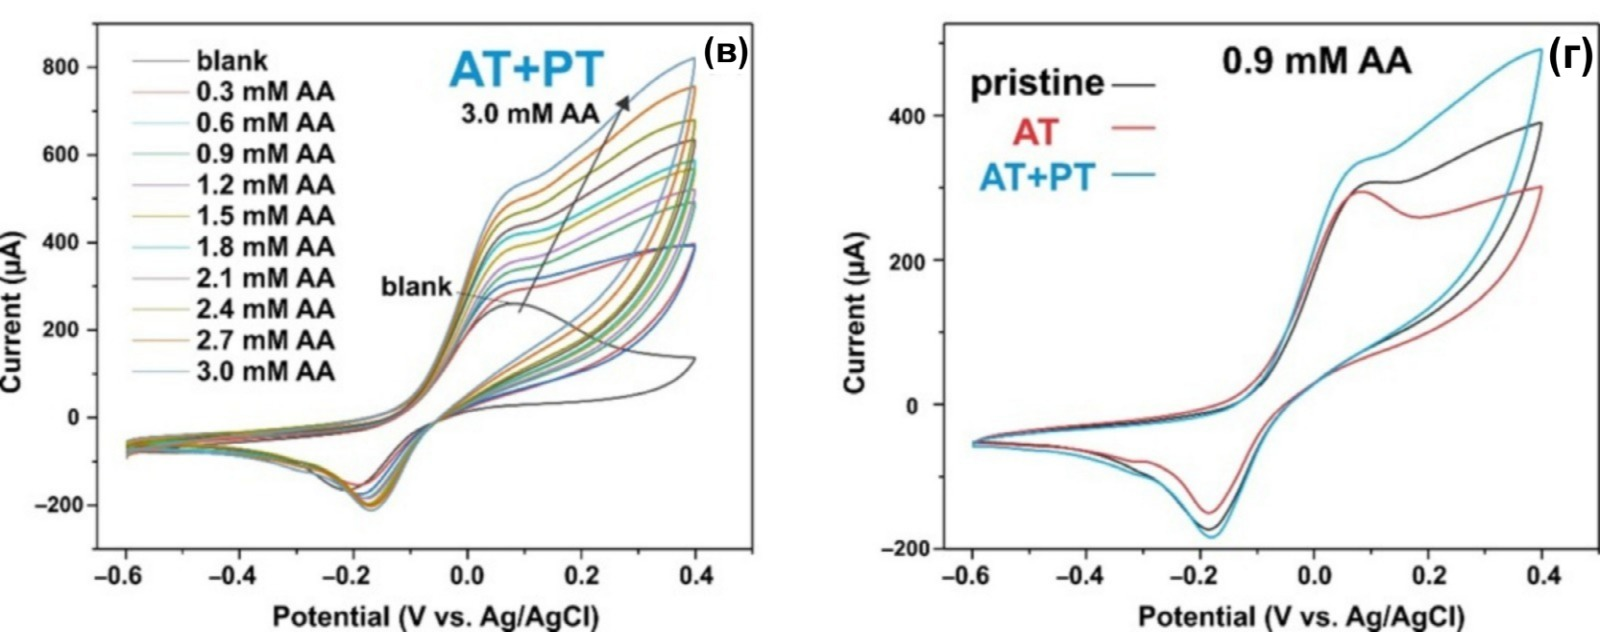 (в)
AT+PT
3.0 mM AA
blank
0.3 mM AA
0.6 mM AA
0.9 mM AA
1.2 mM AA
1.5 mM AA
1.8 mM AA
2.1 mM AA
2.4 mM AA
2.7 mM AA
3.0 mM AA
blank
800
600
400
200
0
−200
−0.6 −0.4 −0.2 0.0 0.2 0.4
Current (µA)
Potential (V vs. Ag/AgCl)
(г)
0.9 mM AA
pristine
AT
AT+PT
400
200
0
−200
−0.6 −0.4 −0.2 0.0 0.2 0.4
Current (µA)
Potential (V vs. Ag/AgCl)